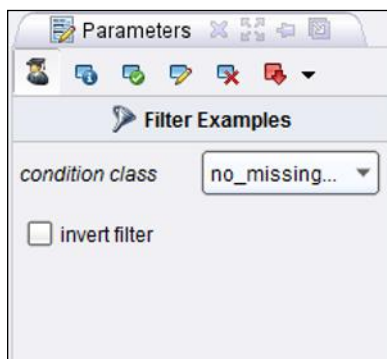 Parameters
Filter Examples
condition class no_missing...
invert filter